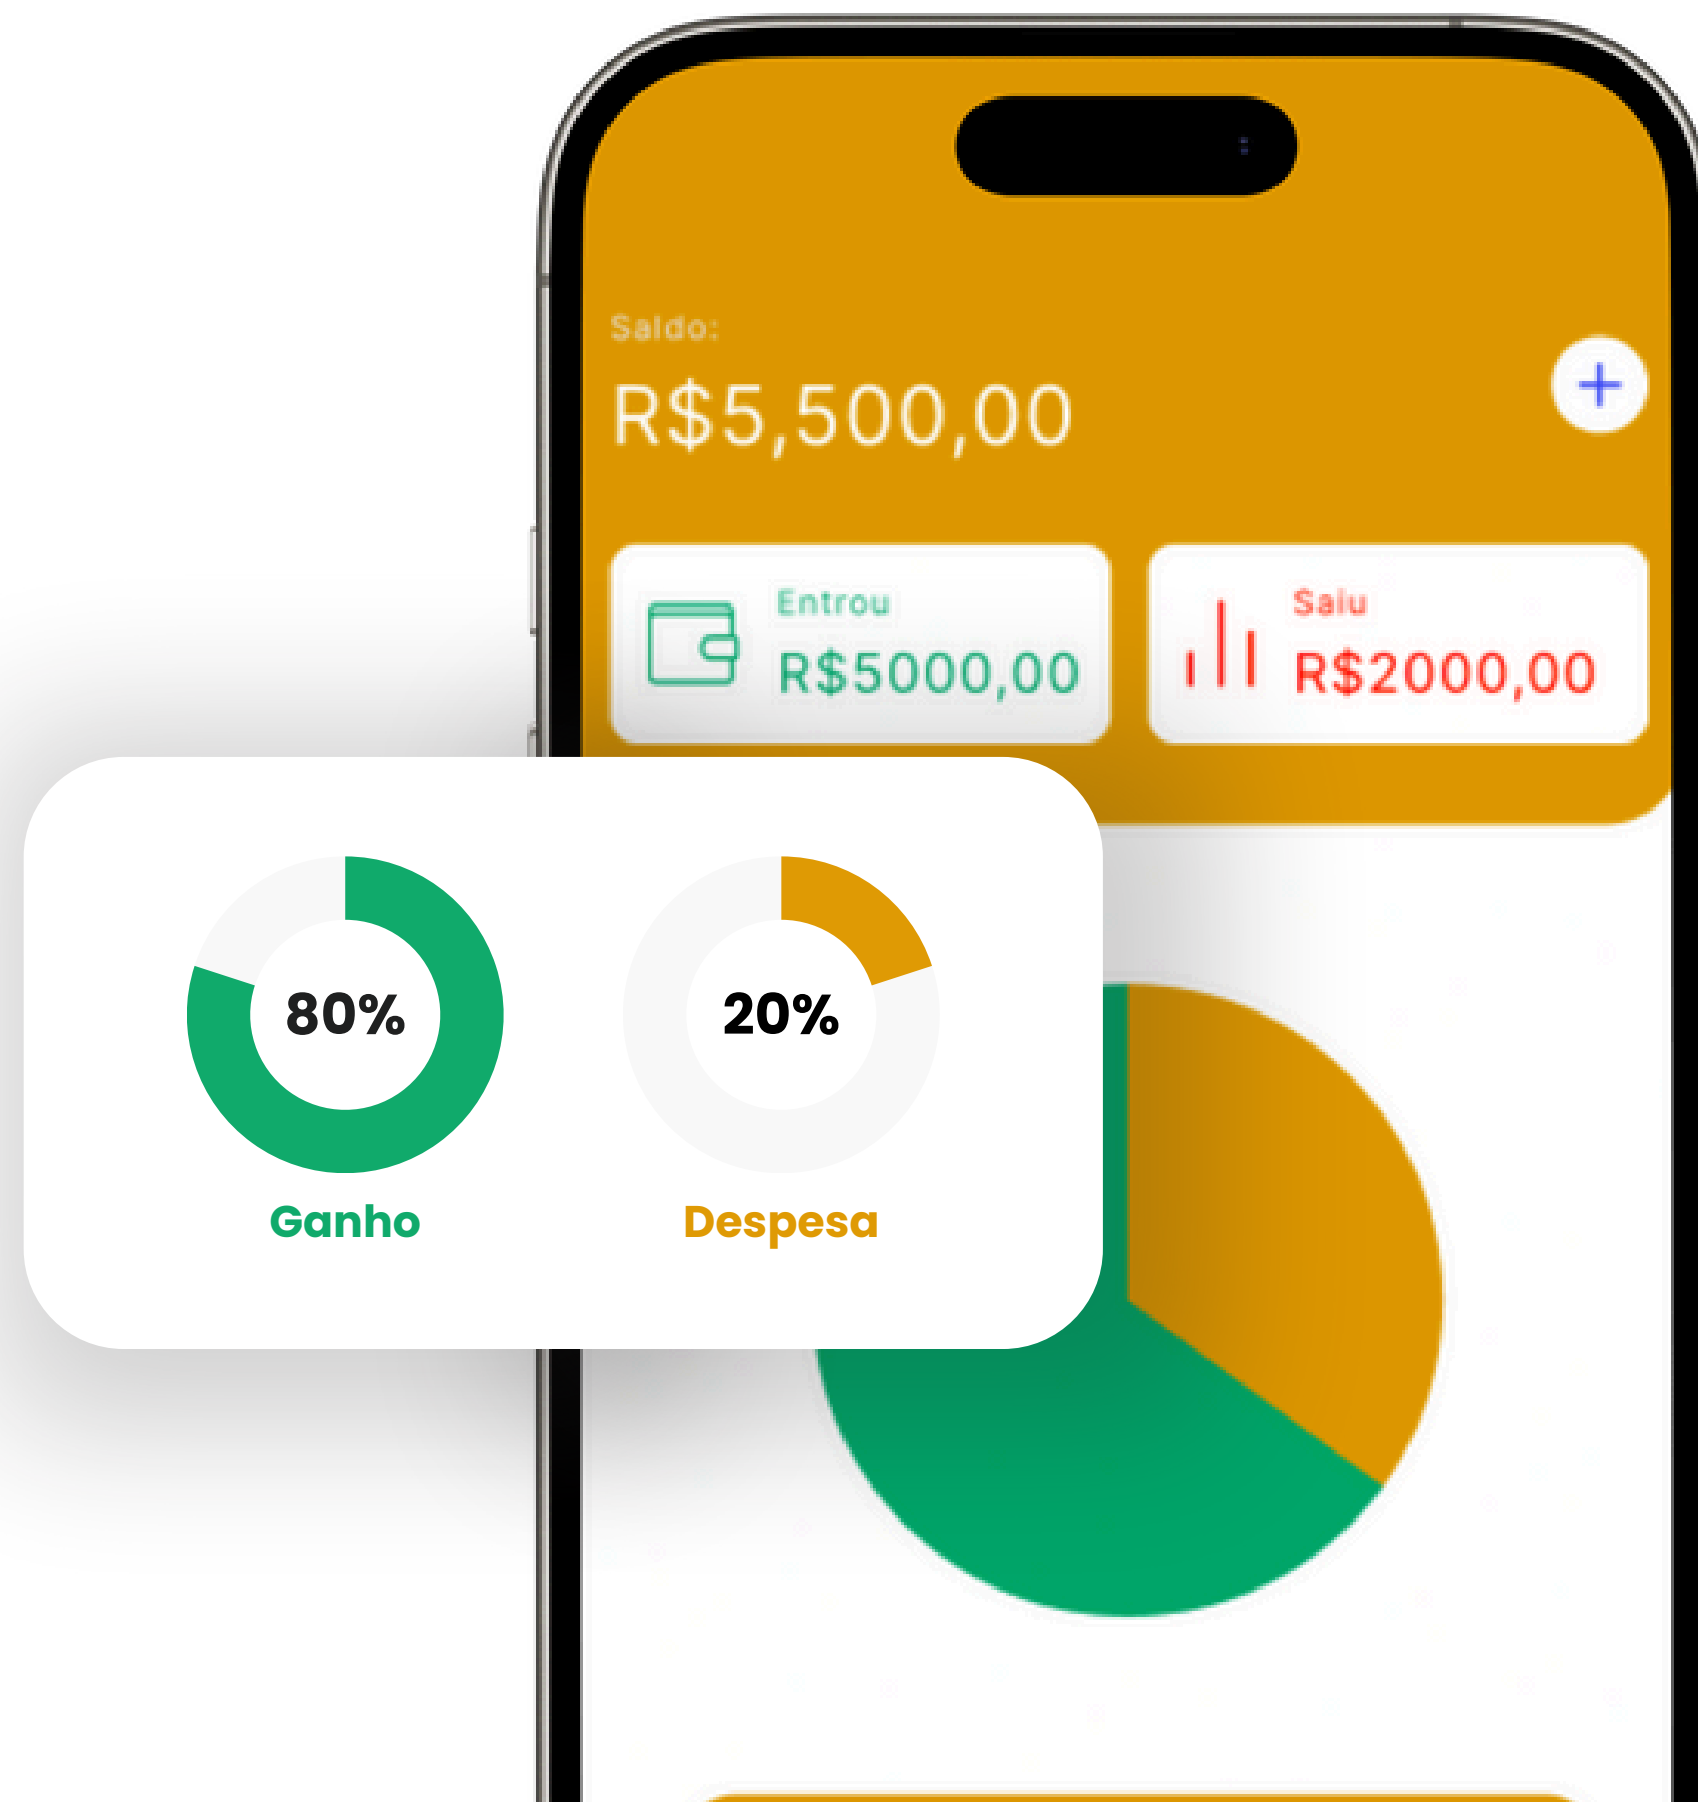 Saldo:
R$5,500,00
Entrou
R$5000,00
Saiu
R$2000,00
80%
20%
Ganho
Despesa